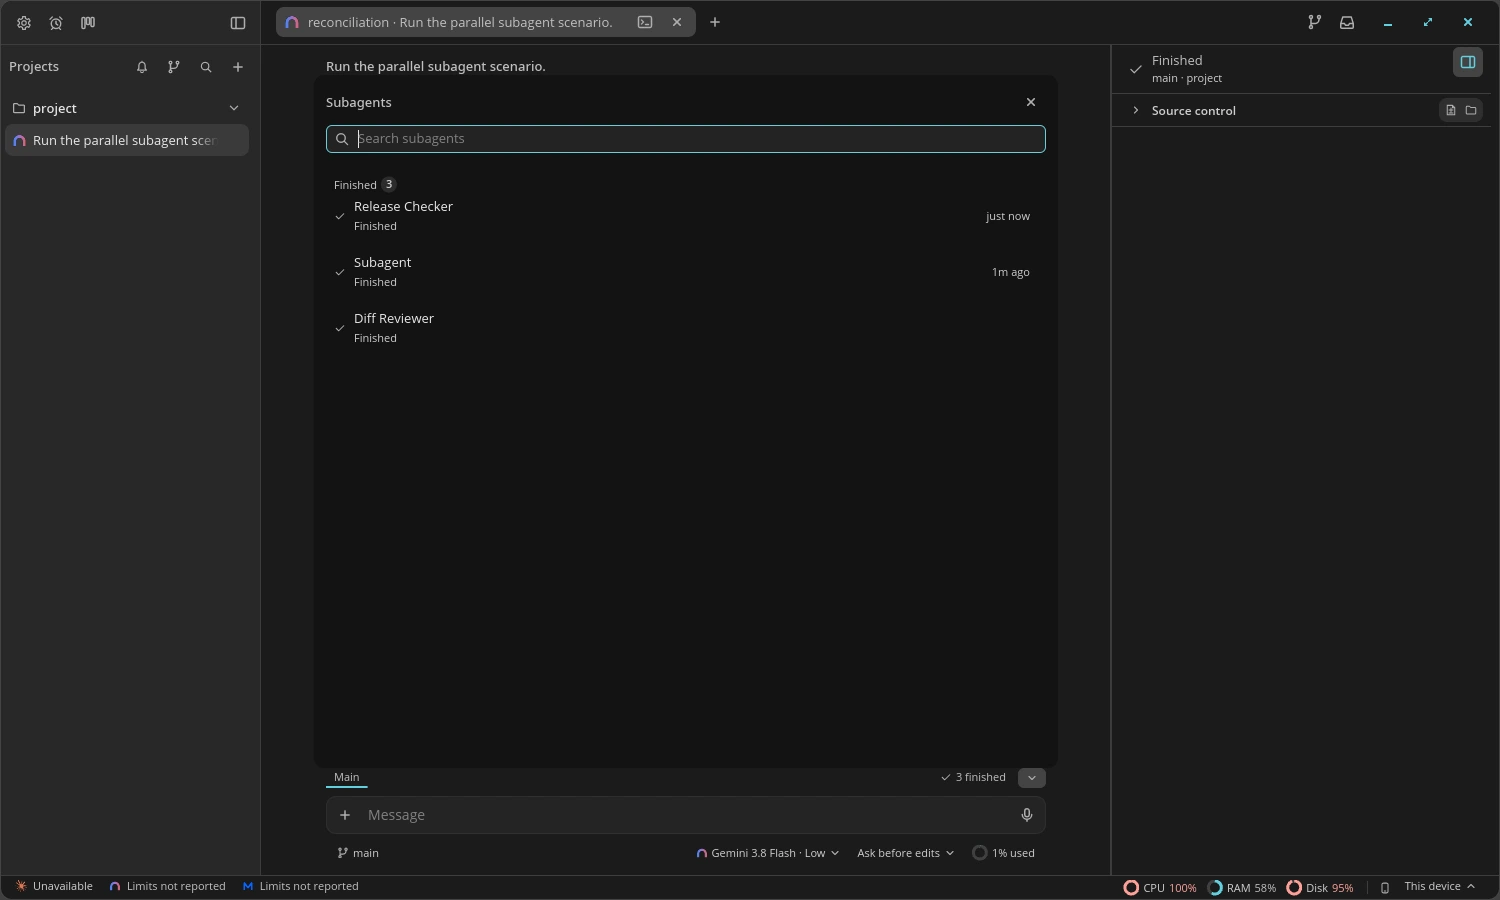 reconciliation · Run the parallel subagent scenario.
Projects
project
Run the parallel subagent scen
Run the parallel subagent scenario.
Subagents
Search subagents
Finished 3
Release Checker
Finished
just now
Subagent
Finished
1m ago
Diff Reviewer
Finished
Main
3 finished
Message
main
Gemini 3.8 Flash · Low
Ask before edits
1% used
Finished
main · project
Source control
Unavailable
Limits not reported
Limits not reported
CPU 100%
RAM 58%
Disk 95%
This device